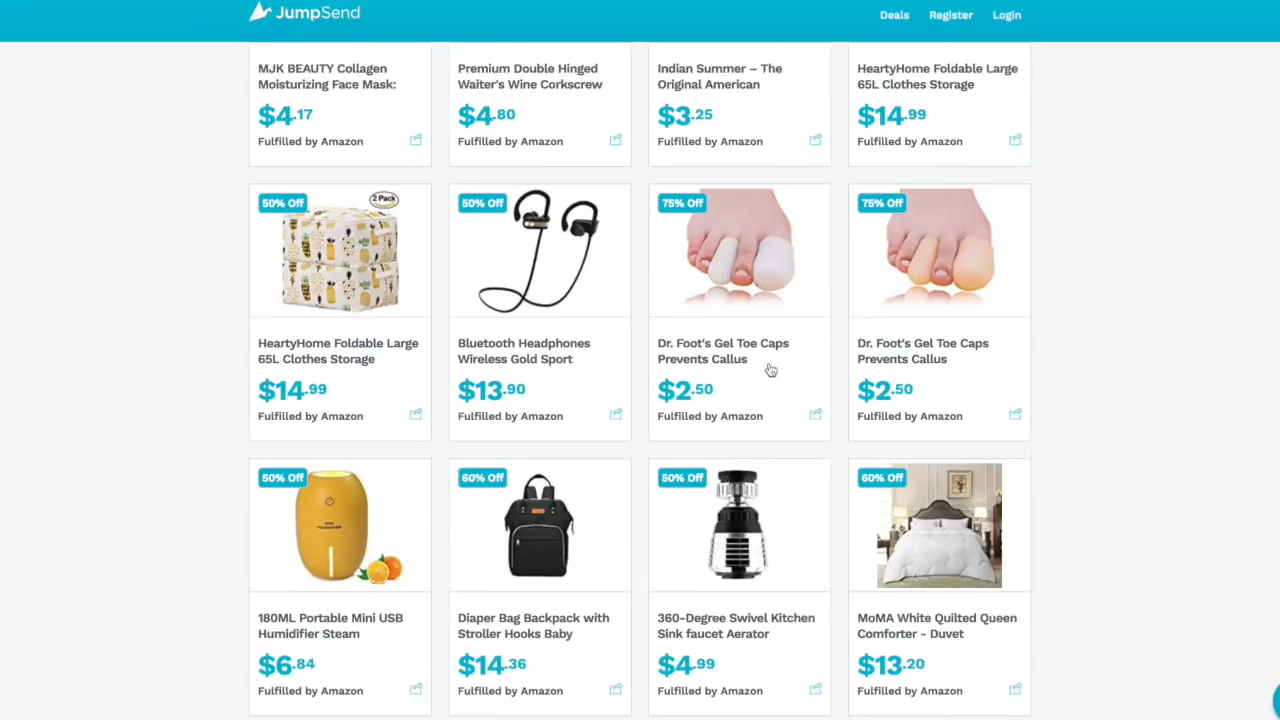 JumpSend
Deals Register Login
MJK BEAUTY Collagen
Moisturizing Face Mask:
$4.17
Fulfilled by Amazon
Premium Double Hinged
Waiter's Wine Corkscrew
$4.80
Fulfilled by Amazon
Indian Summer – The
Original American
$3.25
Fulfilled by Amazon
HeartyHome Foldable Large
65L Clothes Storage
$14.99
Fulfilled by Amazon
50% Off
2 Pack
HeartyHome Foldable Large
65L Clothes Storage
$14.99
Fulfilled by Amazon
50% Off
Bluetooth Headphones
Wireless Gold Sport
$13.90
Fulfilled by Amazon
75% Off
Dr. Foot's Gel Toe Caps
Prevents Callus
$2.50
Fulfilled by Amazon
75% Off
Dr. Foot's Gel Toe Caps
Prevents Callus
$2.50
Fulfilled by Amazon
50% Off
180ML Portable Mini USB
Humidifier Steam
$6.84
Fulfilled by Amazon
60% Off
Diaper Bag Backpack with
Stroller Hooks Baby
$14.36
Fulfilled by Amazon
50% Off
360-Degree Swivel Kitchen
Sink faucet Aerator
$4.99
Fulfilled by Amazon
60% Off
MoMA White Quilted Queen
Comforter - Duvet
$13.20
Fulfilled by Amazon